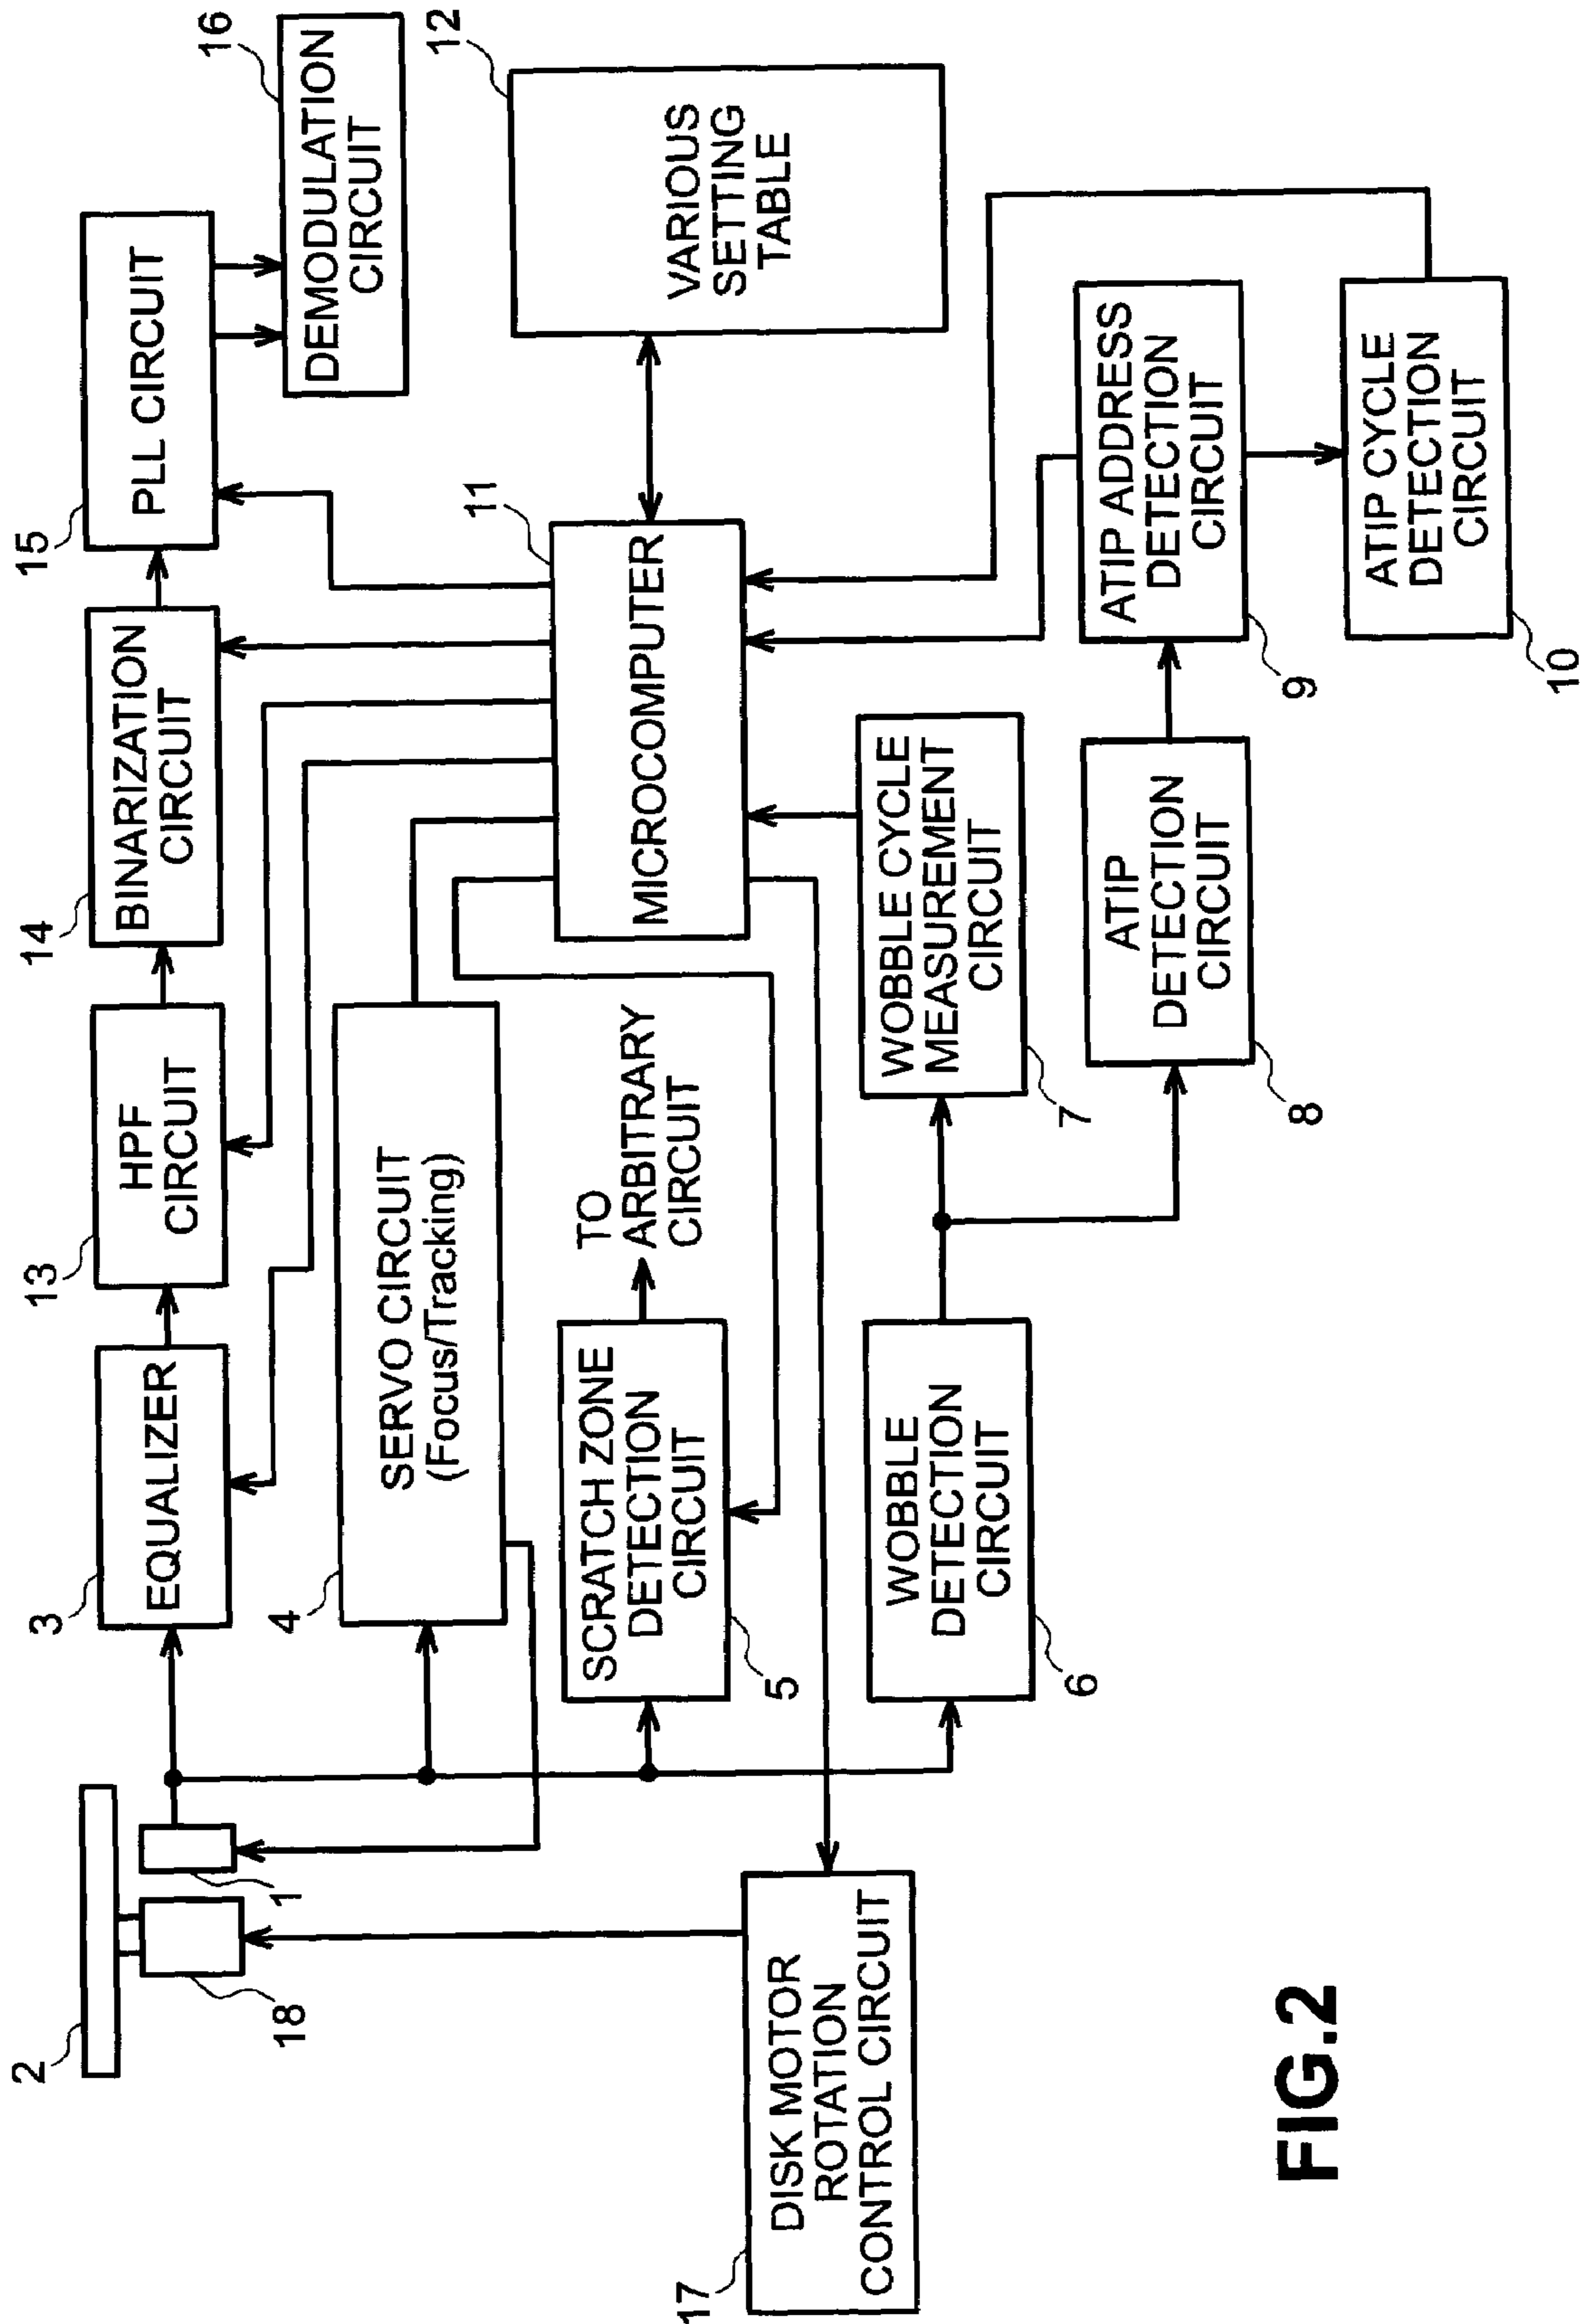 2
18
1
3
EQUALIZER
13
HPF
CIRCUIT
14
BINARIZATION
CIRCUIT
15
PLL CIRCUIT
16
DEMODULATION
CIRCUIT
4
SERVO CIRCUIT
(Focus/Tracking)
5
SCRATCH ZONE
DETECTION
CIRCUIT
TO
ARBITRARY
CIRCUIT
11
MICROCOMPUTER
12
VARIOUS
SETTING
TABLE
6
WOBBLE
DETECTION
CIRCUIT
7
WOBBLE CYCLE
MEASUREMENT
CIRCUIT
8
ATIP
DETECTION
CIRCUIT
9
ATIP ADDRESS
DETECTION
CIRCUIT
10
ATIP CYCLE
DETECTION
CIRCUIT
17
DISK MOTOR
ROTATION
CONTROL CIRCUIT
FIG.2